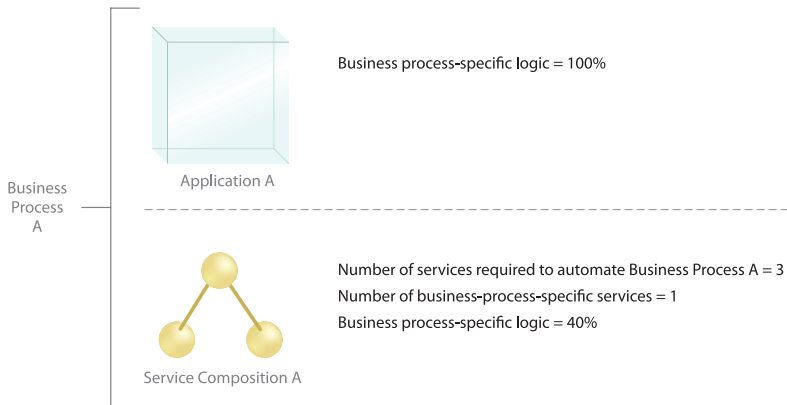 Business process-specific logic = 100%
Application A
Business
Process
A
Number of services required to automate Business Process A = 3
Number of business-process-specific services = 1
Business process-specific logic = 40%
Service Composition A